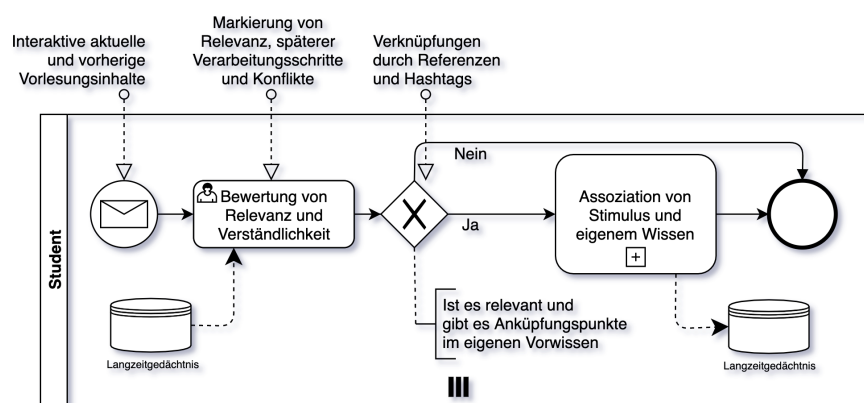 Interaktive aktuelle
und vorherige
Vorlesungsinhalte
Markierung von
Relevanz, späterer
Verarbeitungsschritte
und Konflikte
Verknüpfungen
durch Referenzen
und Hashtags
Student
Bewertung von
Relevanz und
Verständlichkeit
Nein
Ja
Assoziation von
Stimulus und
eigenem Wissen
Langzeitgedächtnis
Ist es relevant und
gibt es Anküpfungspunkte
im eigenen Vorwissen
Langzeitgedächtnis